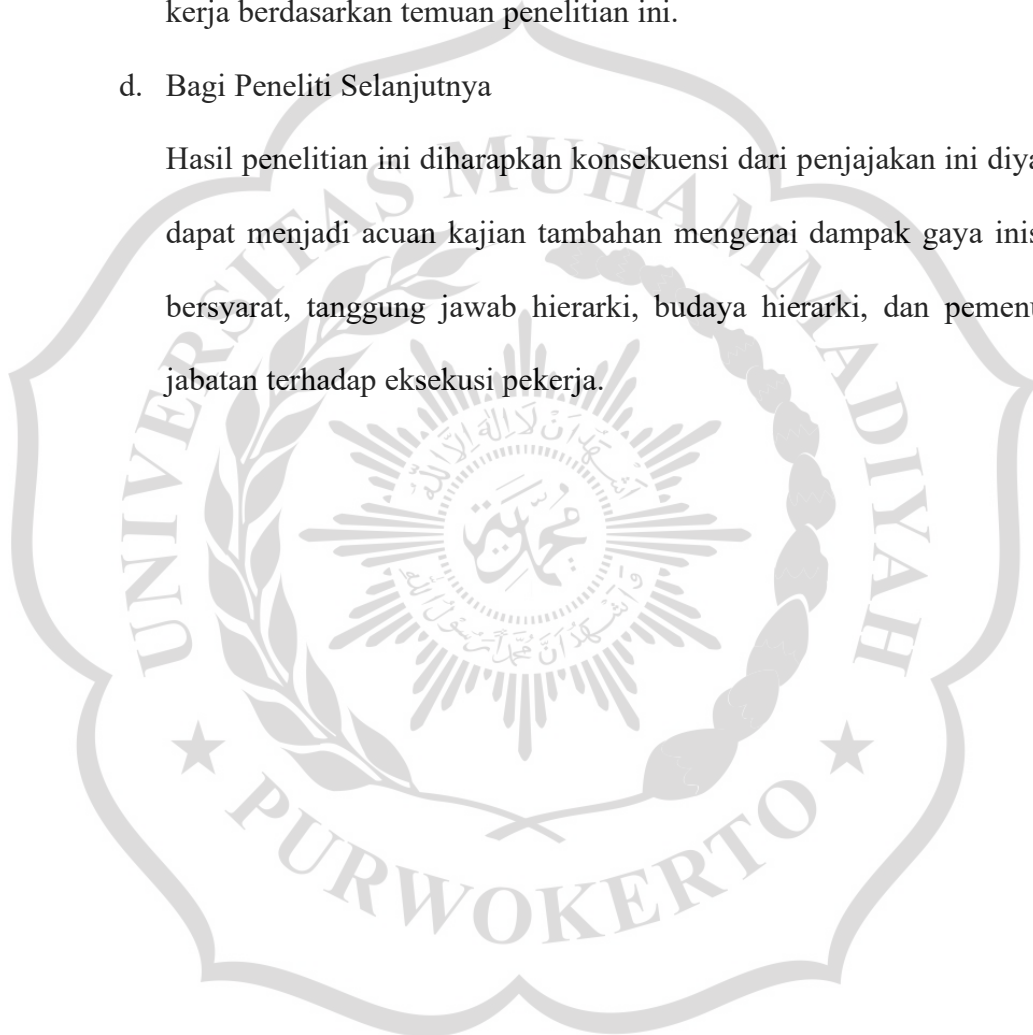 kerja berdasarkan temuan penelitian ini.
d. Bagi Peneliti Selanjutnya
Hasil penelitian ini diharapkan konsekuensi dari penjajakan ini
dapat menjadi acuan kajian tambahan mengenai dampak gaya
bersyarat, tanggung jawab hierarki, budaya hierarki, dan
jabatan terhadap eksekusi pekerja.
UNIVERSITAS MUHAMMADIYAH
PURWOKERTO